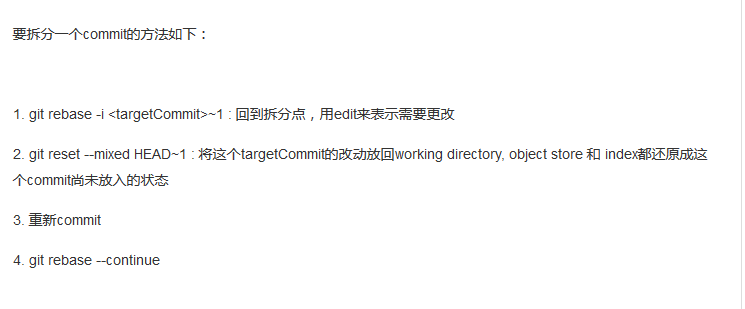 要拆分一个commit的方法如下：
1. git rebase -i <targetCommit>~1 : 回到拆分点，用edit来表示需要更改
2. git reset --mixed HEAD~1 : 将这个targetCommit的改动放回working directory, object store 和 index都还原成这
个commit尚未放入的状态
3. 重新commit
4. git rebase --continue